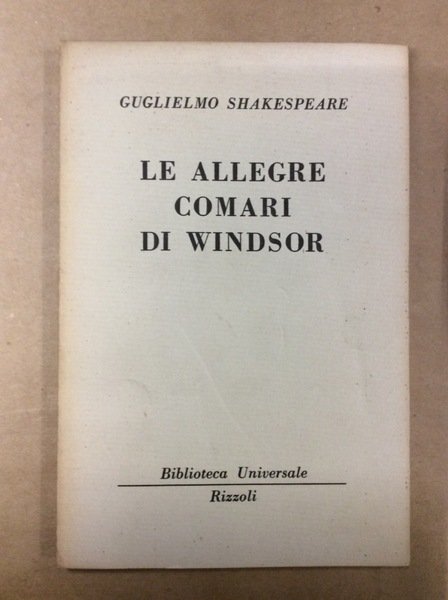 GUGLIELMO SHAKESPEARE
LE ALLEGRE
COMARI
DI WINDSOR
Biblioteca Universale
Rizzoli